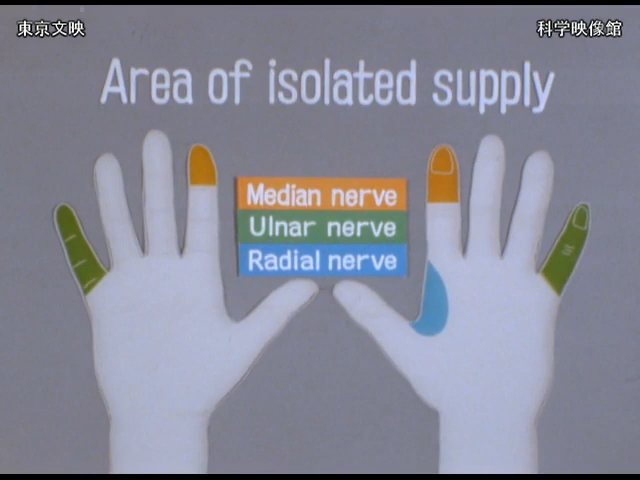 東京文映
科学映像館
Area of isolated supply
Median nerve
Ulnar nerve
Radial nerve